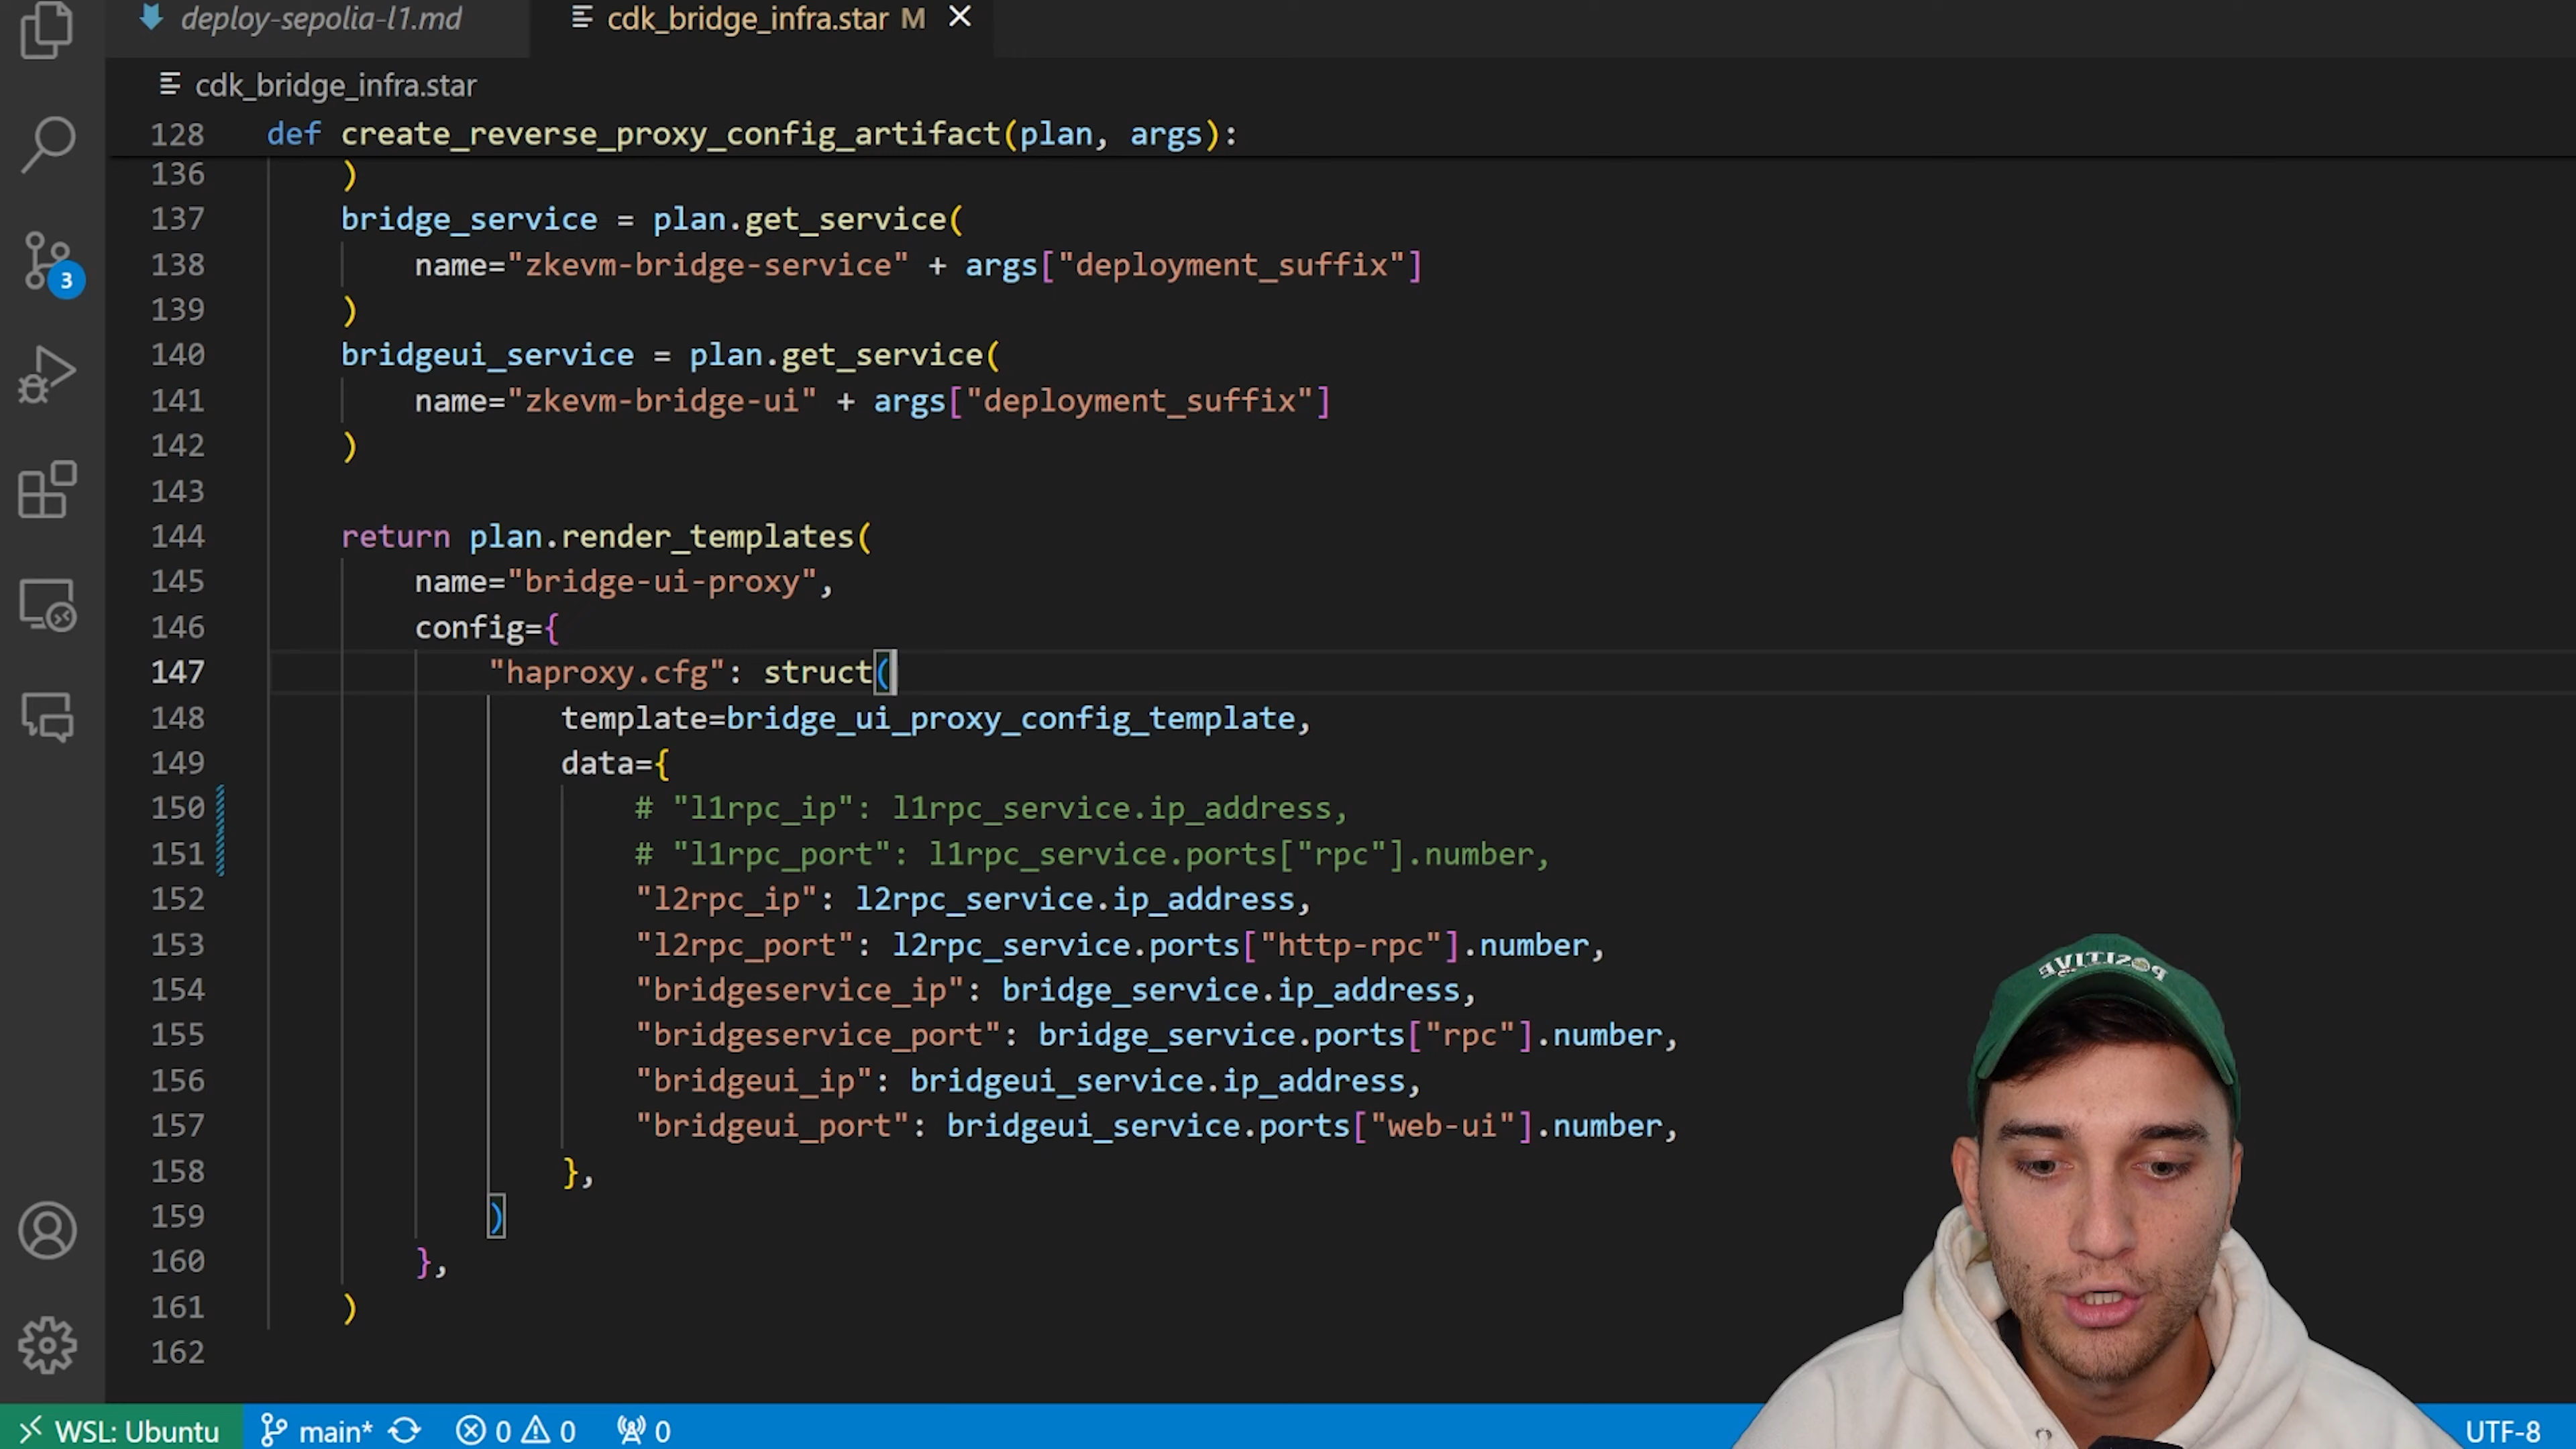 deploy-sepolia-l1.md
cdk_bridge_infra.star M
cdk_bridge_infra.star
128 def create_reverse_proxy_config_artifact(plan, args):
136 )
137 bridge_service = plan.get_service(
138 name="zkevm-bridge-service" + args["deployment_suffix"]
139 )
140 bridgeui_service = plan.get_service(
141 name="zkevm-bridge-ui" + args["deployment_suffix"]
142 )
143
144 return plan.render_templates(
145 name="bridge-ui-proxy",
146 config={
147 "haproxy.cfg": struct(
148 template=bridge_ui_proxy_config_template,
149 data={
150 # "l1rpc_ip": l1rpc_service.ip_address,
151 # "l1rpc_port": l1rpc_service.ports["rpc"].number,
152 "l2rpc_ip": l2rpc_service.ip_address,
153 "l2rpc_port": l2rpc_service.ports["http-rpc"].number,
154 "bridgeservice_ip": bridge_service.ip_address,
155 "bridgeservice_port": bridge_service.ports["rpc"].number,
156 "bridgeui_ip": bridgeui_service.ip_address,
157 "bridgeui_port": bridgeui_service.ports["web-ui"].number,
158 },
159 )
160 },
161 )
162
3
POSITIVE
WSL: Ubuntu main* 0 0 0 UTF-8